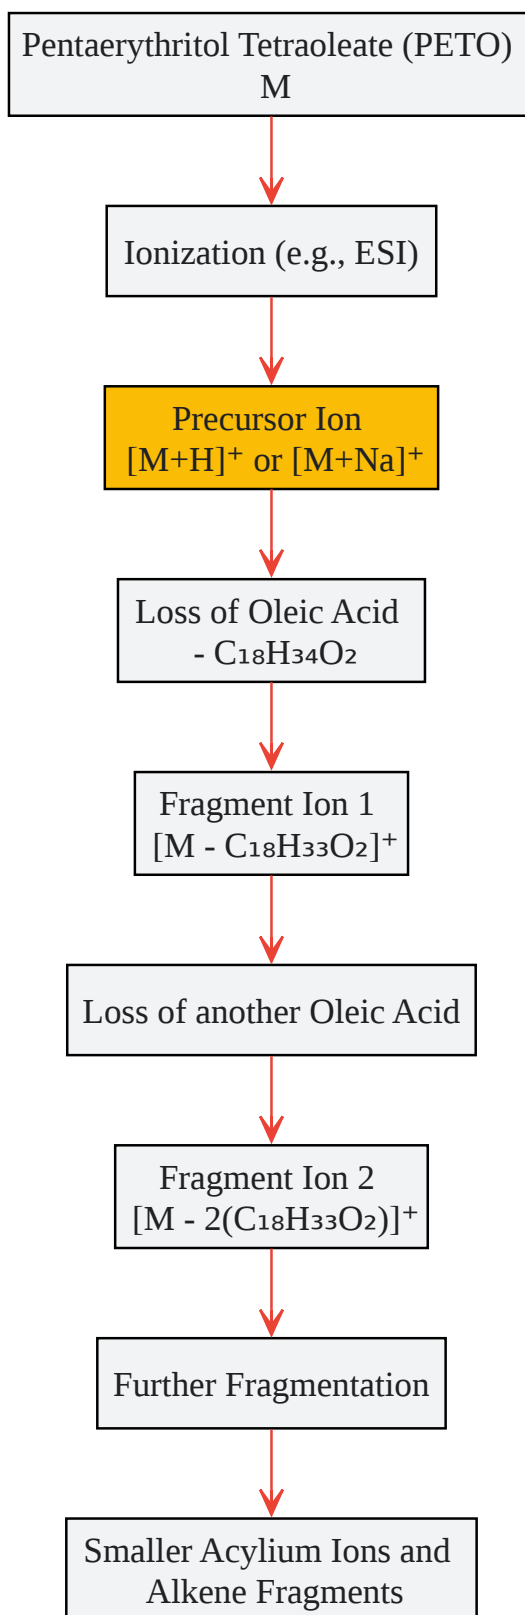 Pentaerythritol Tetraoleate (PETO)
M
Ionization (e.g., ESI)
Precursor Ion
[M+H]⁺ or [M+Na]⁺
Loss of Oleic Acid
- C₁₈H₃₄O₂
Fragment Ion 1
[M - C₁₈H₃₃O₂]⁺
Loss of another Oleic Acid
Fragment Ion 2
[M - 2(C₁₈H₃₃O₂)]⁺
Further Fragmentation
Smaller Acylium Ions and
Alkene Fragments